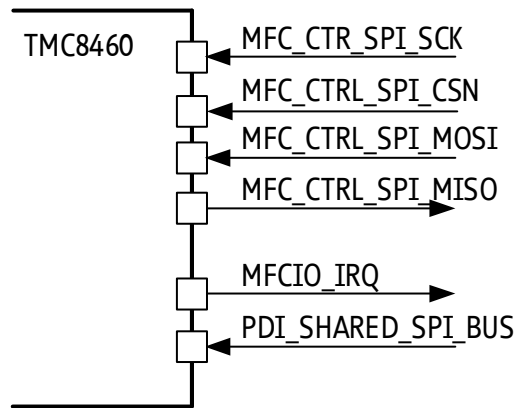 TMC8460
MFC_CTR_SPI_SCK
MFC_CTRL_SPI_CSN
MFC_CTRL_SPI_MOSI
MFC_CTRL_SPI_MISO
MFCIO_IRQ
PDI_SHARED_SPI_BUS